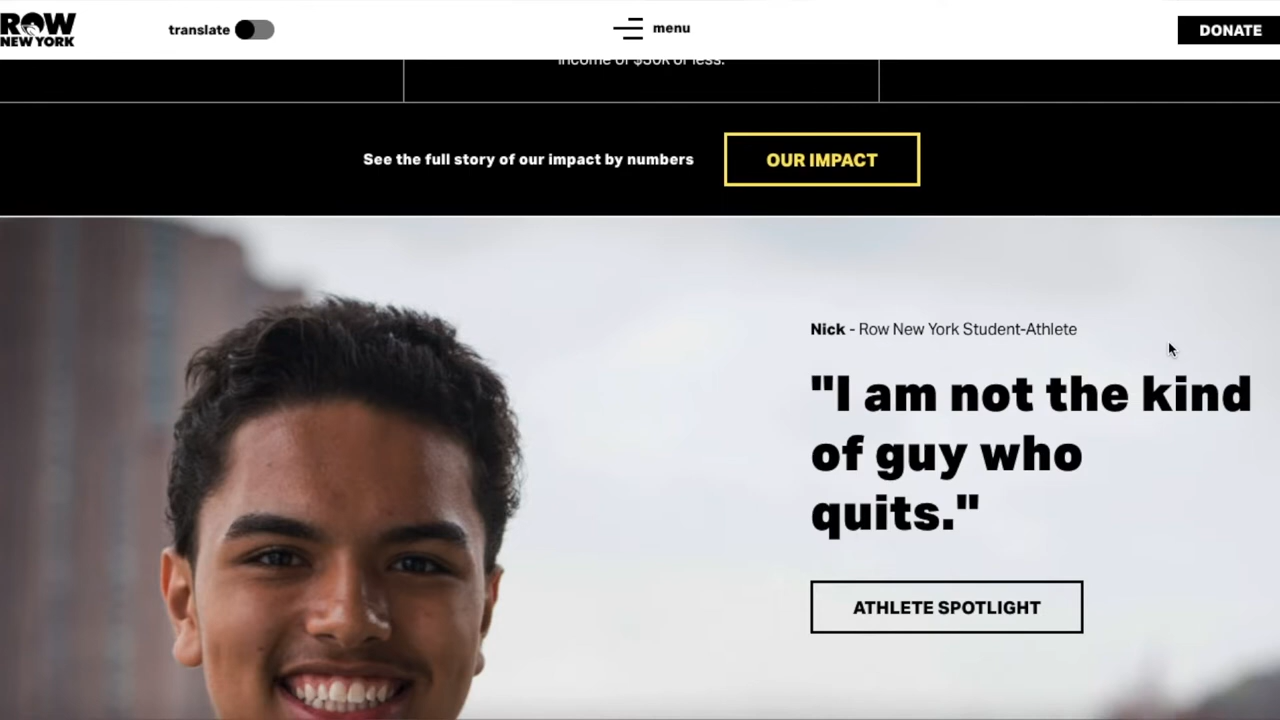 ROW
NEW YORK
translate
menu
DONATE
income of $30k or less.
See the full story of our impact by numbers
OUR IMPACT
Nick - Row New York Student-Athlete
"I am not the kind
of guy who
quits."
ATHLETE SPOTLIGHT